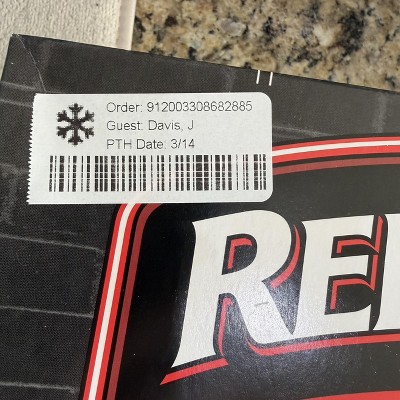 Order: 912003308682885
Guest: Davis, J
PTH Date: 3/14
RE